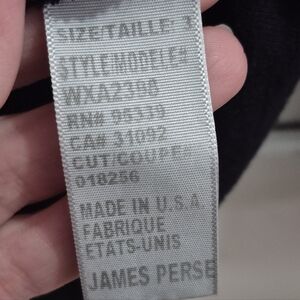 SIZE/TAILLE: 3
STYLE/MODELE#
WXA2398
RN# 95339
CA# 31092
CUT/COUPE#
018256
MADE IN U.S.A.
FABRIQUE
ETATS-UNIS
JAMES PERSE